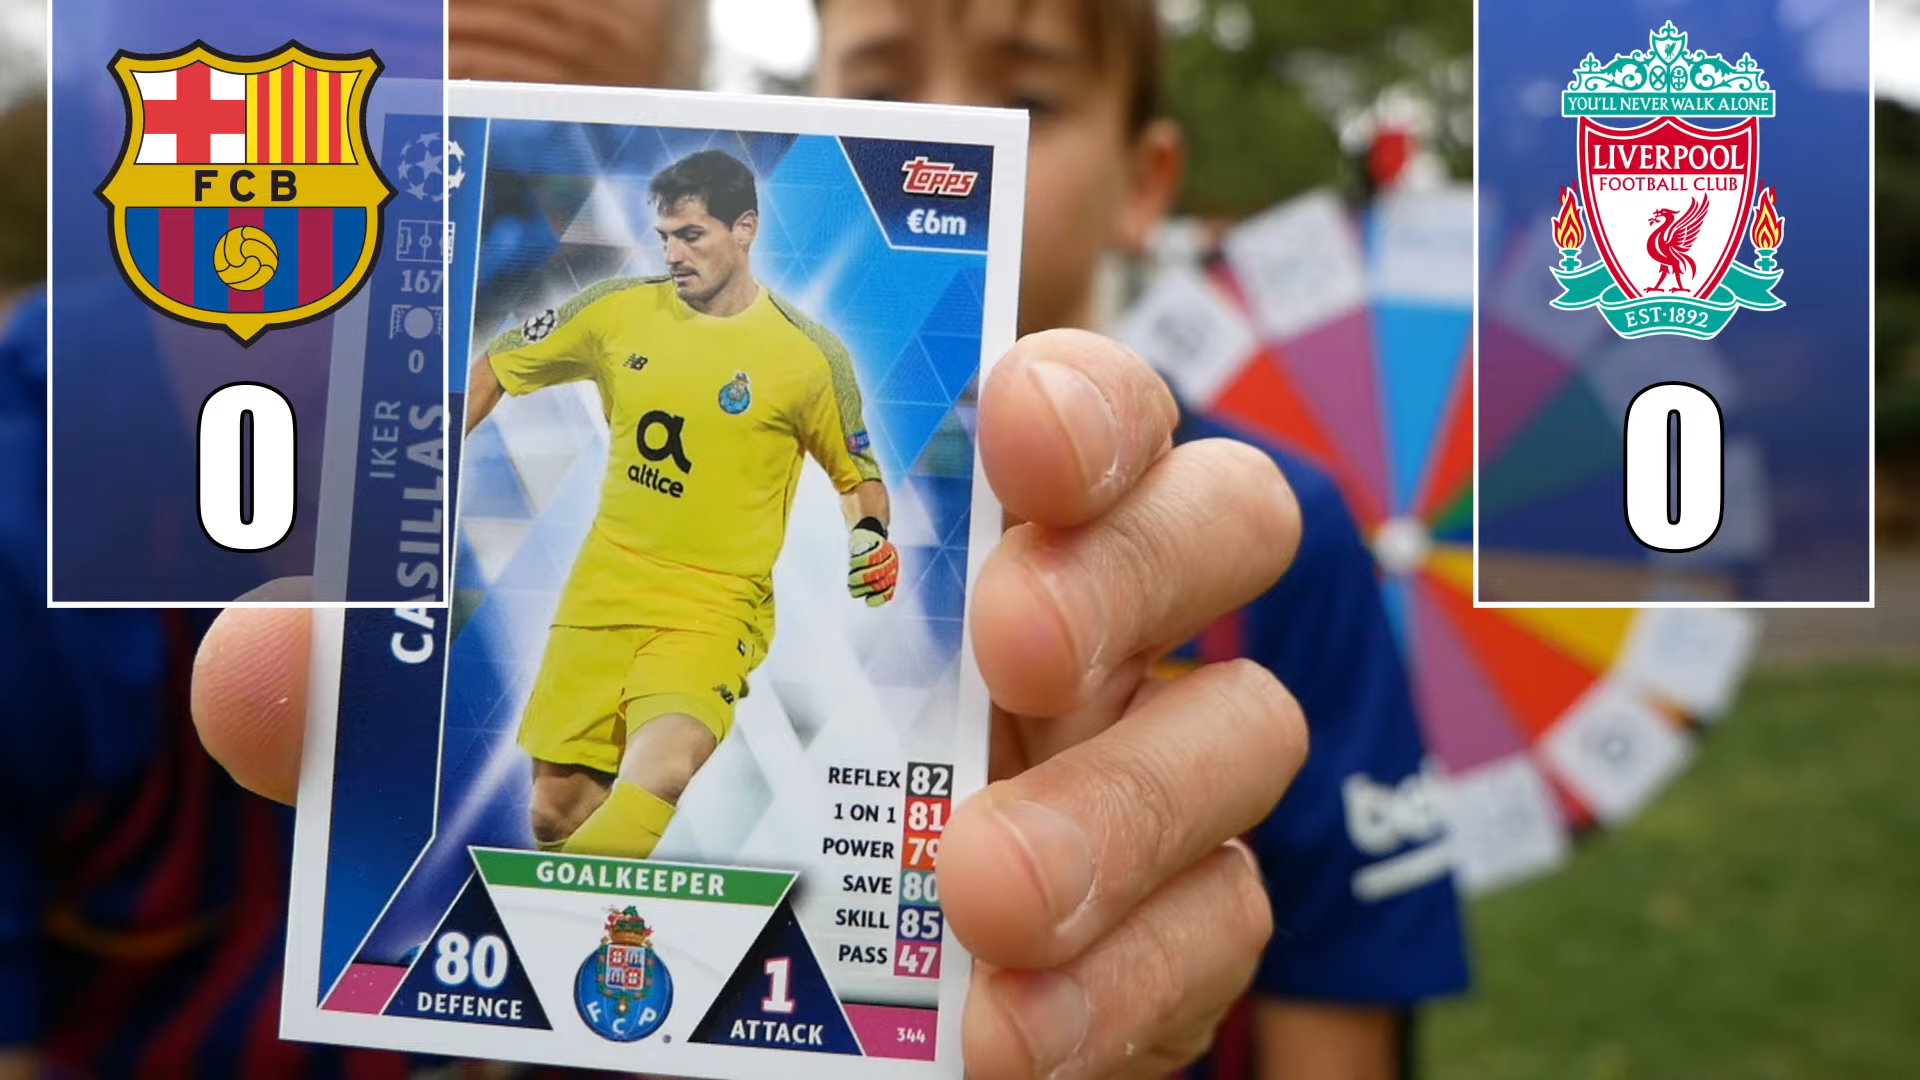 FCB
0
YOU'LL NEVER WALK ALONE
LIVERPOOL
FOOTBALL CLUB
EST·1892
0
TOPPS
€6m
167
0
IKER
CASILLAS
NB
α
altice
REFLEX 82
1 ON 1 81
POWER 79
SAVE 80
SKILL 85
PASS 47
GOALKEEPER
80
DEFENCE
FCP
1
ATTACK
344